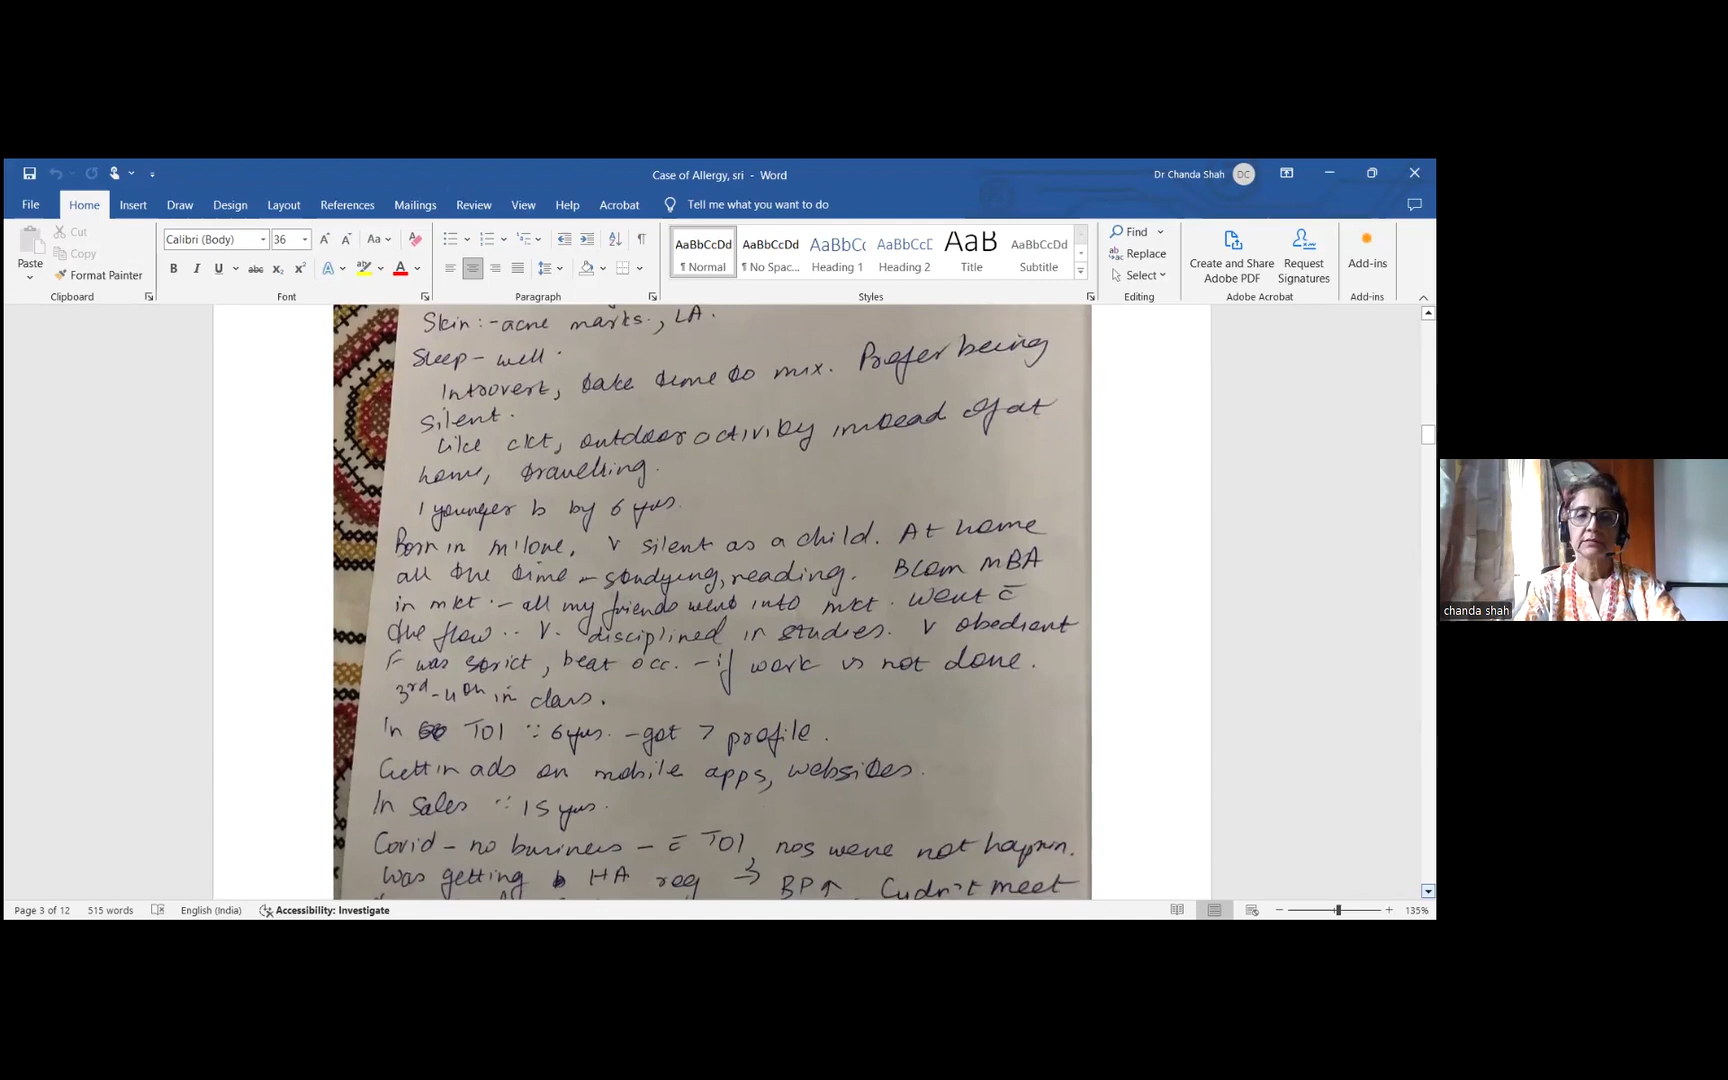 Case of Allergy, sri - Word
Dr Chanda Shah
DC
File Home Insert Draw Design Layout References Mailings Review View Help Acrobat Tell me what you want to do
Paste
Cut
Copy
Format Painter
Clipboard
Calibri (Body) 36
Aa
B I U abc x₂ x² A A
Font
Paragraph
AaBbCcDd AaBbCcDd AaBbCc AaBbCcD AaB AaBbCcDd
¶ Normal ¶ No Spac... Heading 1 Heading 2 Title Subtitle
Styles
Find
Replace
Select
Editing
Create and Share Adobe PDF
Request Signatures
Adobe Acrobat
Add-ins
Add-ins
Skin :- acne marks., LA.
Sleep - well.
Introvert, take time to mix. Prefer being
silent.
Like ckt, outdoor activity instead of at
home, travelling.
1 younger b by 6 yrs.
Born in m'lore, V silent as a child. At home
all the time - studying, reading. BCom MBA
in mkt - all my friends went into mkt. Went c̄
the flow.. V. disciplined in studies. V obedient
F was strict, beat occ. - if work is not done.
3rd - 4th in class.
In TOI ∵ 6 yrs. - got > profile.
Gettin ads on mobile apps, websites.
In sales ∵ 15 yrs.
Covid - no business - c̄ TOI, nos were not happnin.
Was getting HA reg → BP↑ Cudn't meet
Page 3 of 12 515 words English (India) Accessibility: Investigate 135%
chanda shah